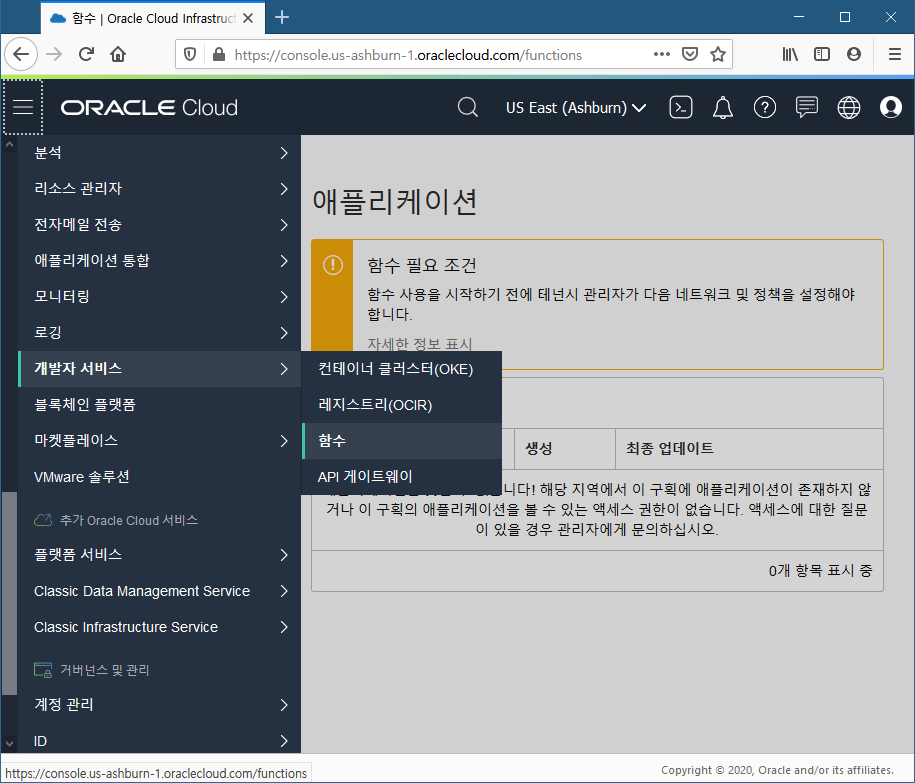 함수 | Oracle Cloud Infrastruct
https://console.us-ashburn-1.oraclecloud.com/functions
ORACLE Cloud
US East (Ashburn)
분석
리소스 관리자
전자메일 전송
애플리케이션 통합
모니터링
로깅
개발자 서비스
블록체인 플랫폼
마켓플레이스
VMware 솔루션
추가 Oracle Cloud 서비스
플랫폼 서비스
Classic Data Management Service
Classic Infrastructure Service
거버넌스 및 관리
계정 관리
ID
컨테이너 클러스터(OKE)
레지스트리(OCIR)
함수
API 게이트웨이
애플리케이션
함수 필요 조건
함수 사용을 시작하기 전에 테넌시 관리자가 다음 네트워크 및 정책을 설정해야
합니다.
자세한 정보 표시
생성
최종 업데이트
니다! 해당 지역에서 이 구획에 애플리케이션이 존재하지 않
거나 이 구획의 애플리케이션을 볼 수 있는 액세스 권한이 없습니다. 액세스에 대한 질문
이 있을 경우 관리자에게 문의하십시오.
0개 항목 표시 중
https://console.us-ashburn-1.oraclecloud.com/functions
Copyright © 2020, Oracle and/or its affiliates.